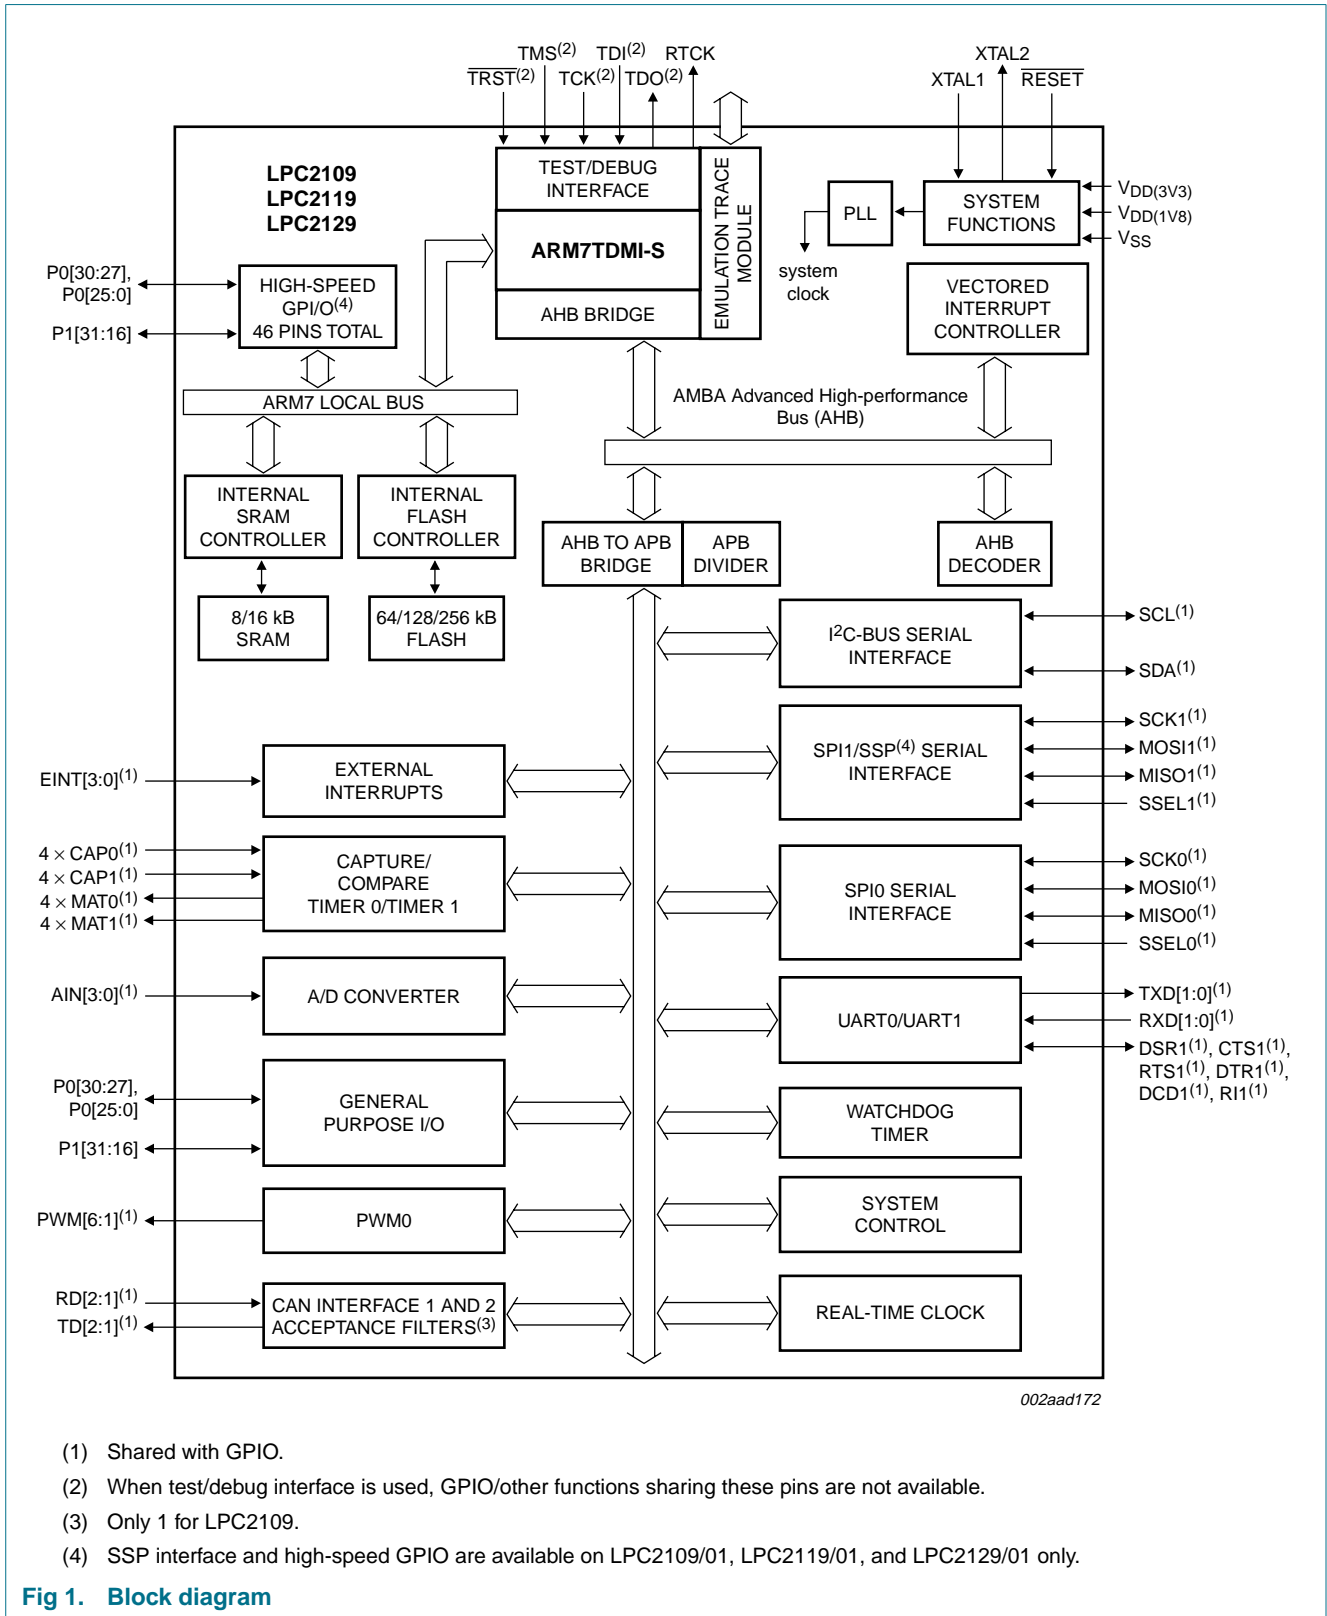 TMS(2) TDI(2) RTCK
TRST(2) TCK(2) TDO(2)
XTAL2
XTAL1 RESET
LPC2109
LPC2119
LPC2129
TEST/DEBUG
INTERFACE
ARM7TDMI-S
AHB BRIDGE
EMULATION TRACE
MODULE
PLL
system
clock
SYSTEM
FUNCTIONS
VDD(3V3)
VDD(1V8)
VSS
P0[30:27],
P0[25:0]
P1[31:16]
HIGH-SPEED
GPI/O(4)
46 PINS TOTAL
VECTORED
INTERRUPT
CONTROLLER
ARM7 LOCAL BUS
AMBA Advanced High-performance
Bus (AHB)
INTERNAL
SRAM
CONTROLLER
INTERNAL
FLASH
CONTROLLER
8/16 kB
SRAM
64/128/256 kB
FLASH
AHB TO APB
BRIDGE
APB
DIVIDER
AHB
DECODER
I2C-BUS SERIAL
INTERFACE
SCL(1)
SDA(1)
SPI1/SSP(4) SERIAL
INTERFACE
SCK1(1)
MOSI1(1)
MISO1(1)
SSEL1(1)
EINT[3:0](1)
EXTERNAL
INTERRUPTS
4 × CAP0(1)
4 × CAP1(1)
4 × MAT0(1)
4 × MAT1(1)
CAPTURE/
COMPARE
TIMER 0/TIMER 1
SPI0 SERIAL
INTERFACE
SCK0(1)
MOSI0(1)
MISO0(1)
SSEL0(1)
AIN[3:0](1)
A/D CONVERTER
UART0/UART1
TXD[1:0](1)
RXD[1:0](1)
DSR1(1), CTS1(1),
RTS1(1), DTR1(1),
DCD1(1), RI1(1)
P0[30:27],
P0[25:0]
P1[31:16]
GENERAL
PURPOSE I/O
WATCHDOG
TIMER
PWM[6:1](1)
PWM0
SYSTEM
CONTROL
RD[2:1](1)
TD[2:1](1)
CAN INTERFACE 1 AND 2
ACCEPTANCE FILTERS(3)
REAL-TIME CLOCK
002aad172
(1) Shared with GPIO.
(2) When test/debug interface is used, GPIO/other functions sharing these pins are not available.
(3) Only 1 for LPC2109.
(4) SSP interface and high-speed GPIO are available on LPC2109/01, LPC2119/01, and LPC2129/01 only.
Fig 1. Block diagram